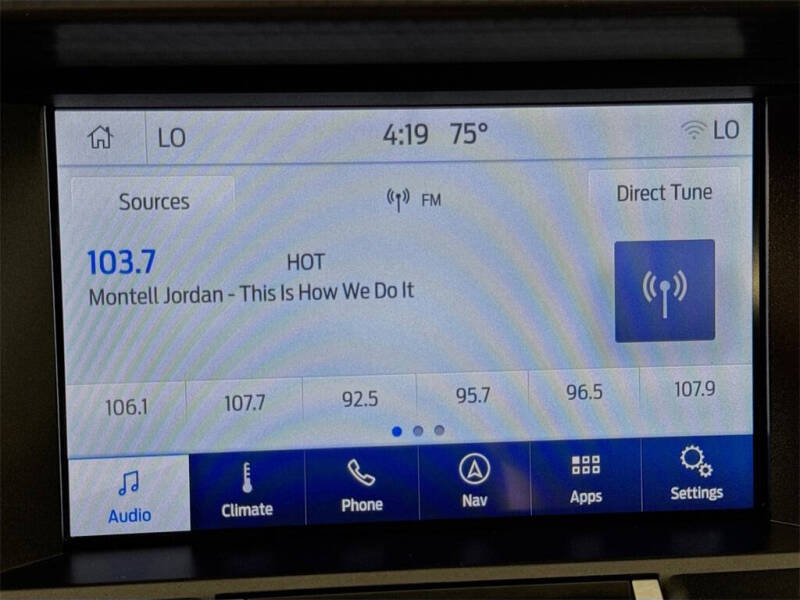 LO 4:19 75° LO
Sources FM Direct Tune
103.7 HOT
Montell Jordan - This Is How We Do It
106.1 107.7 92.5 95.7 96.5 107.9
Audio Climate Phone Nav Apps Settings